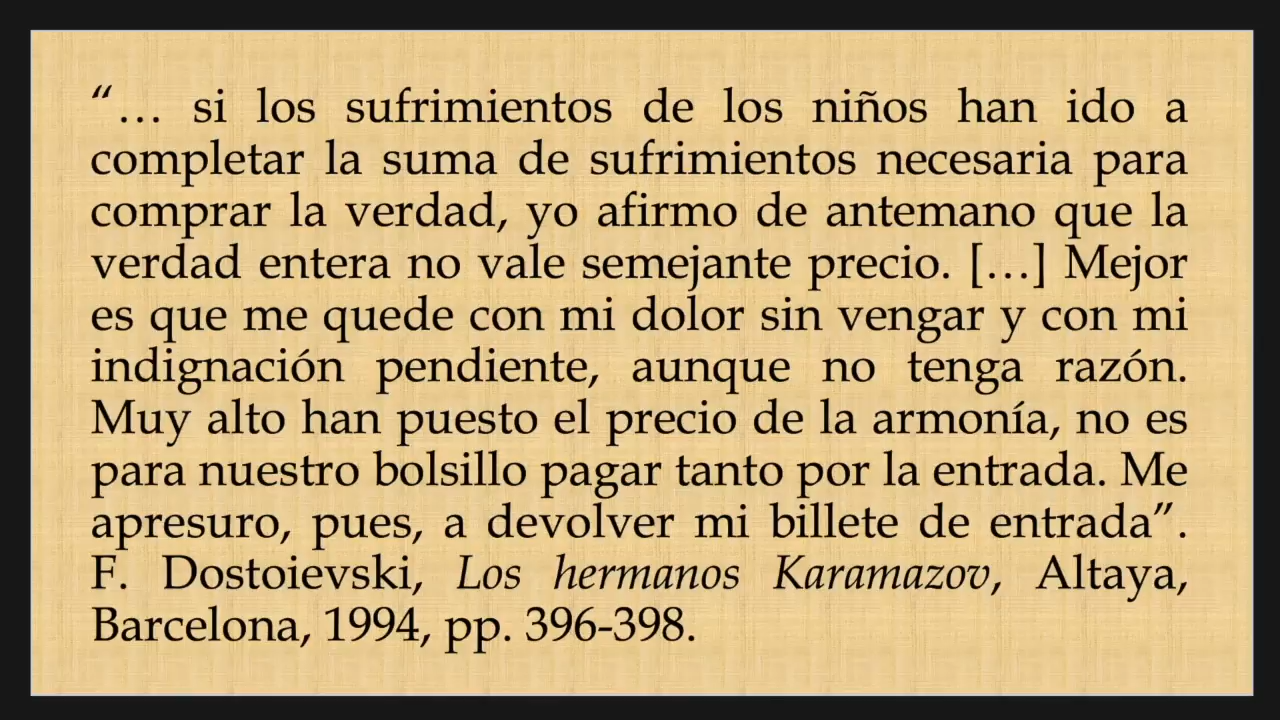 “… si los sufrimientos de los niños han ido a
completar la suma de sufrimientos necesaria para
comprar la verdad, yo afirmo de antemano que la
verdad entera no vale semejante precio. […] Mejor
es que me quede con mi dolor sin vengar y con mi
indignación pendiente, aunque no tenga razón.
Muy alto han puesto el precio de la armonía, no es
para nuestro bolsillo pagar tanto por la entrada. Me
apresuro, pues, a devolver mi billete de entrada”.
F. Dostoievski, Los hermanos Karamazov, Altaya,
Barcelona, 1994, pp. 396-398.